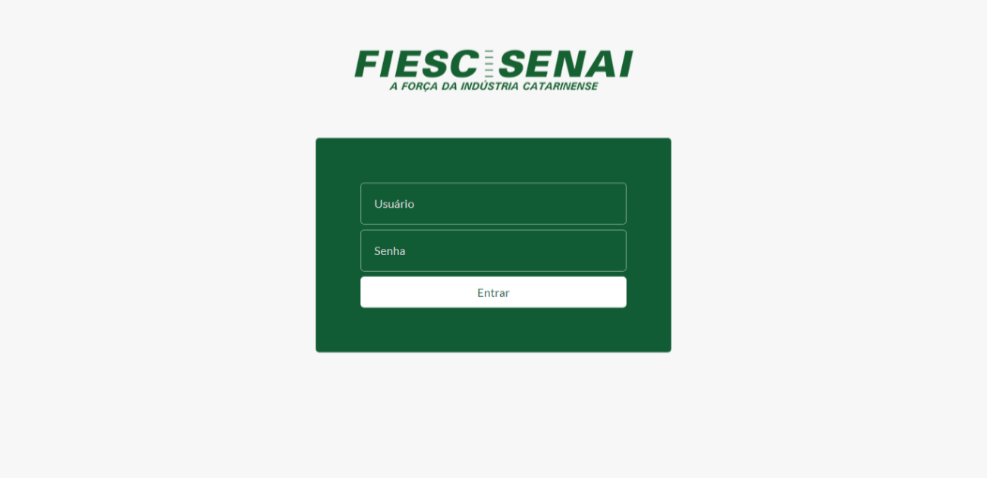 FIESC SENAI
A FORÇA DA INDÚSTRIA CATARINENSE
Usuário
Senha
Entrar